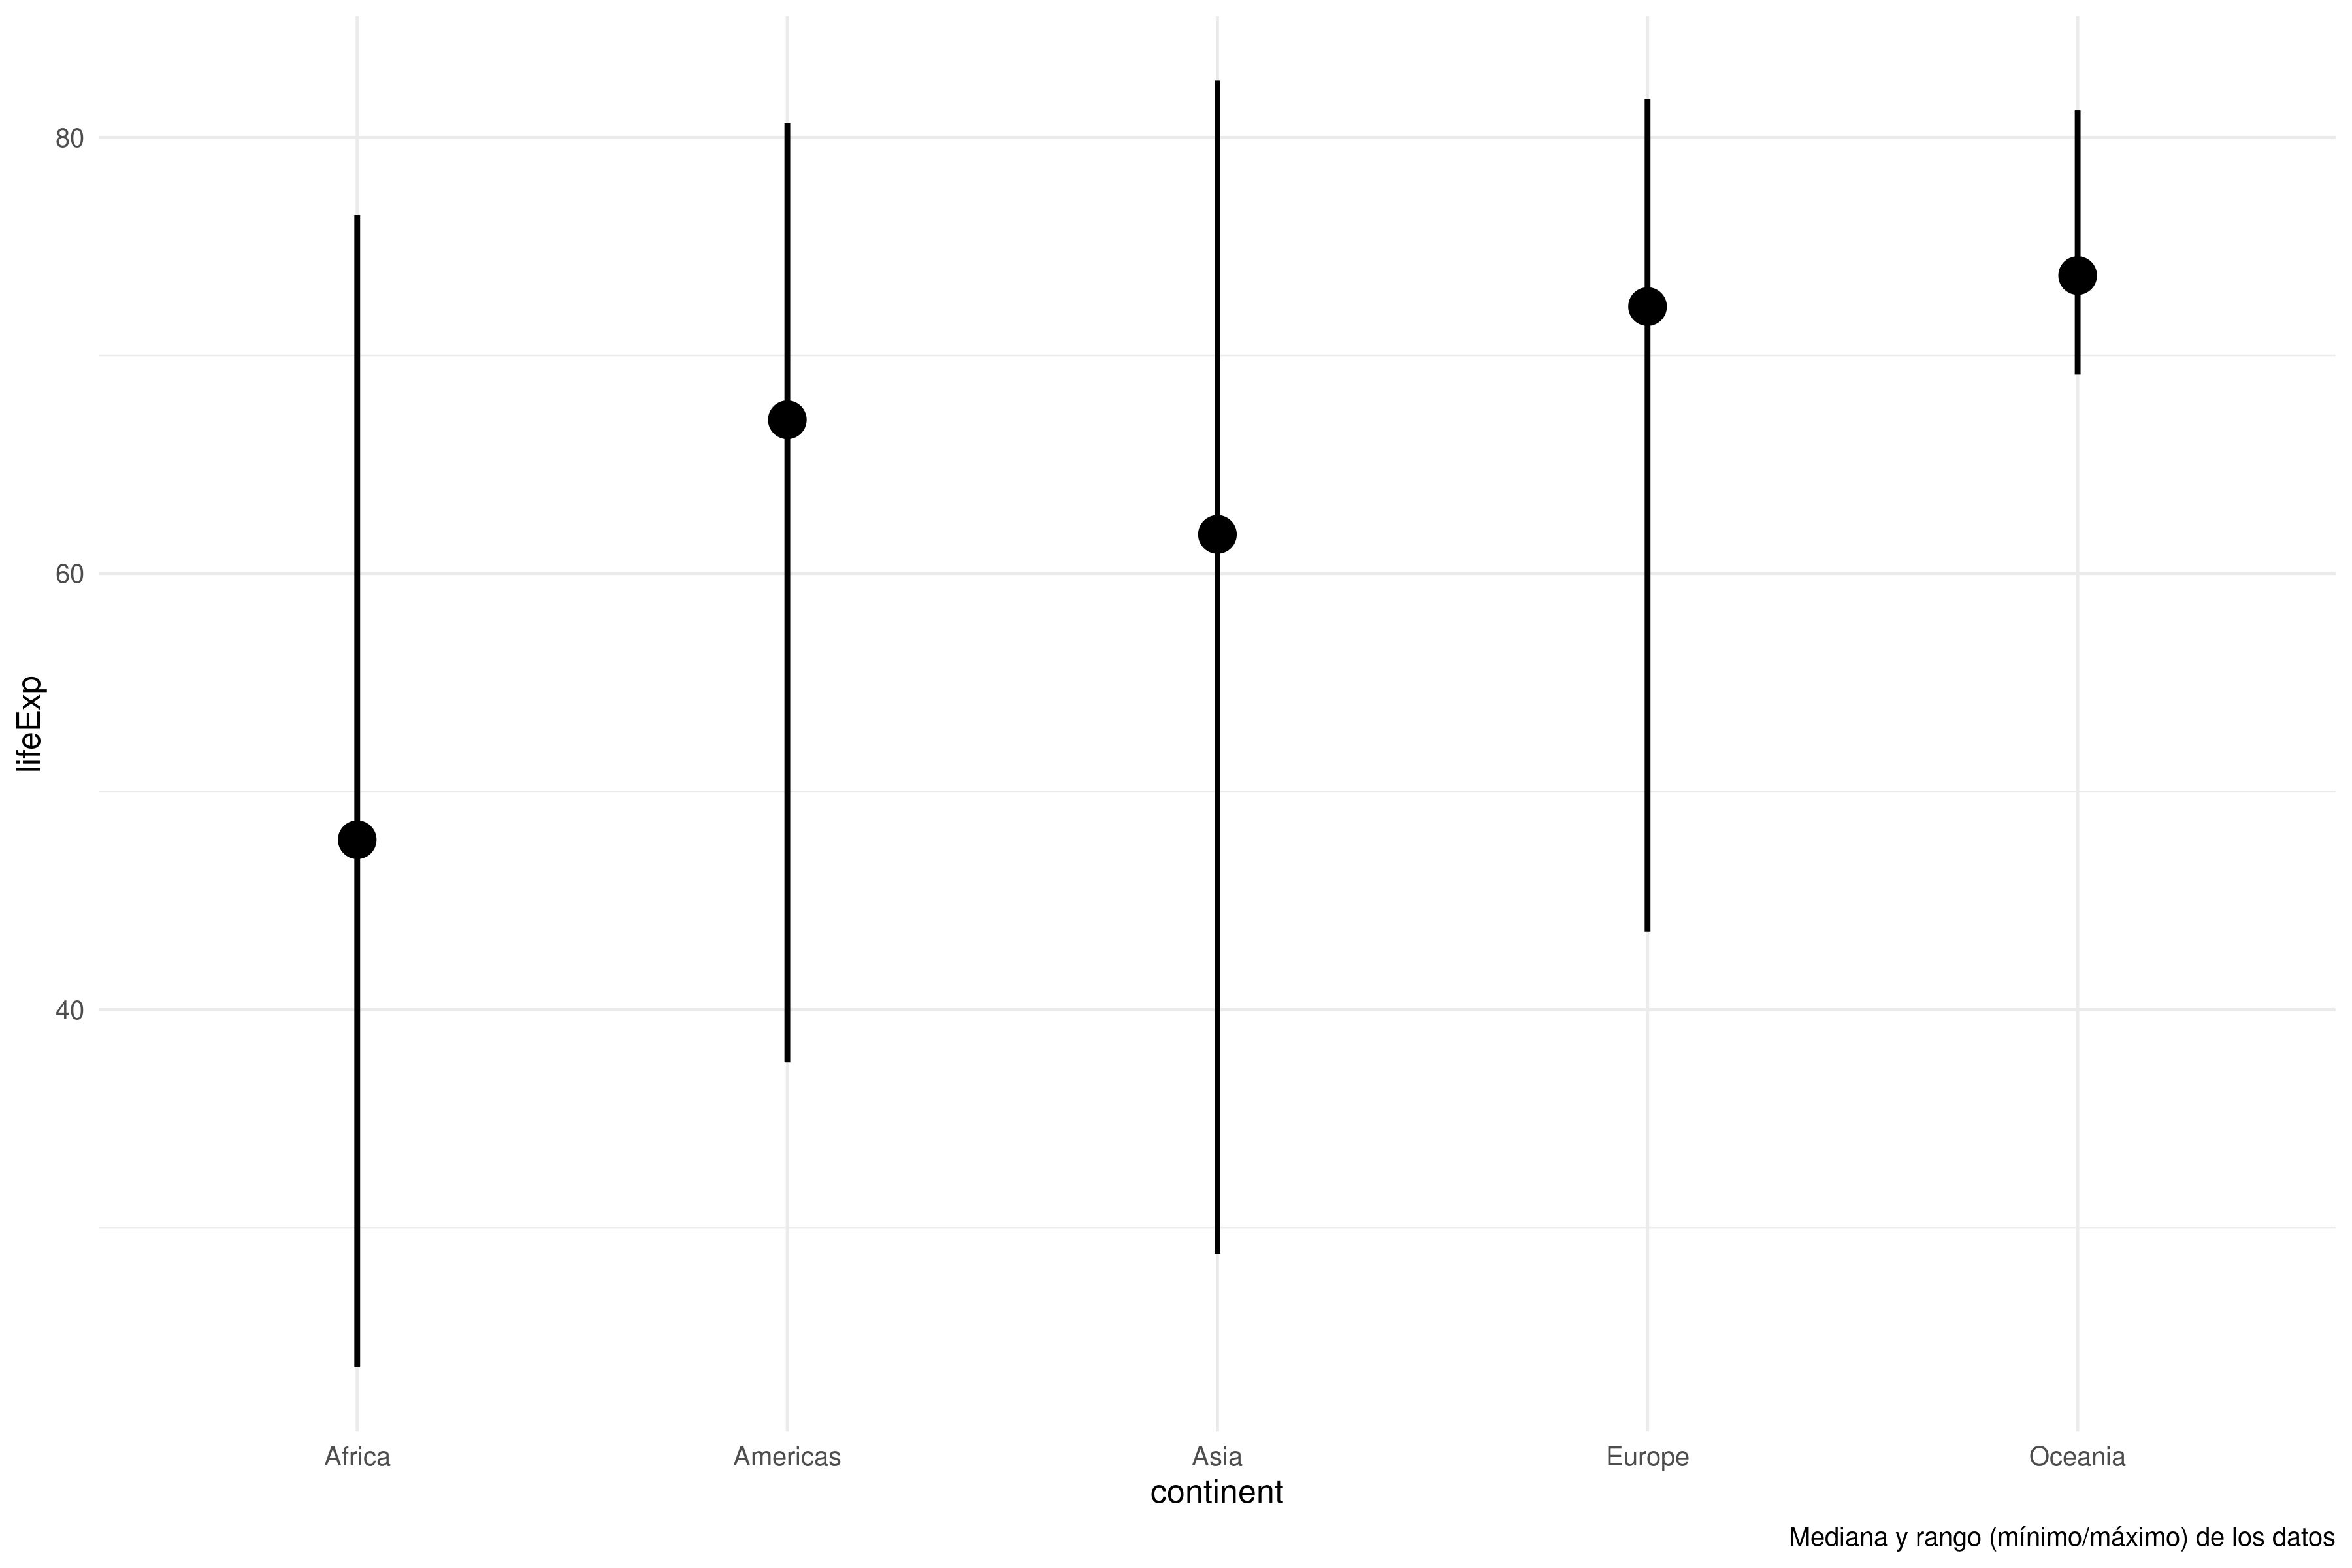 80
60
40
lifeExp
Africa Americas Asia Europe Oceania
continent
Mediana y rango (mínimo/máximo) de los datos